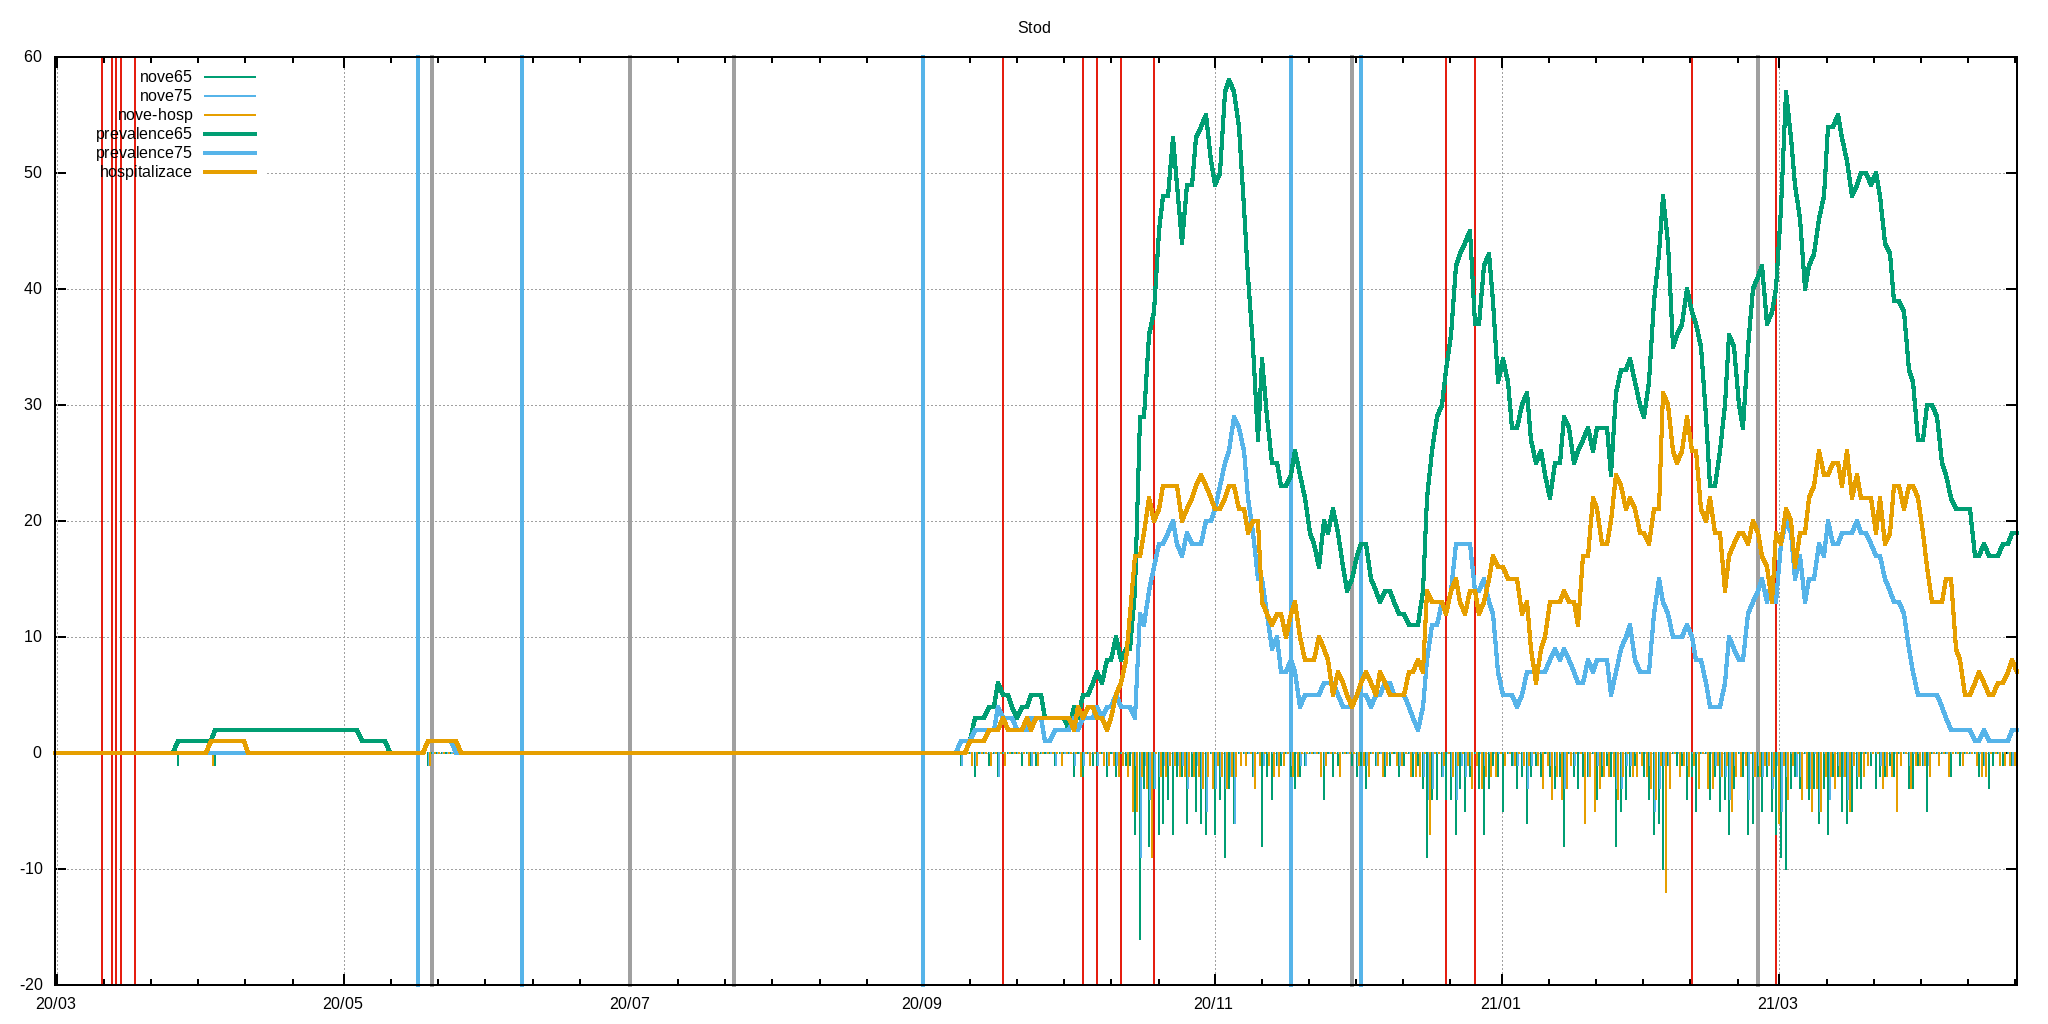 Stod
60
nove65
nove75
nove-hosp
prevalence65
prevalence75
hospitalizace
50
40
30
20
10
0
-10
-20
20/03 20/05 20/07 20/09 20/11 21/01 21/03